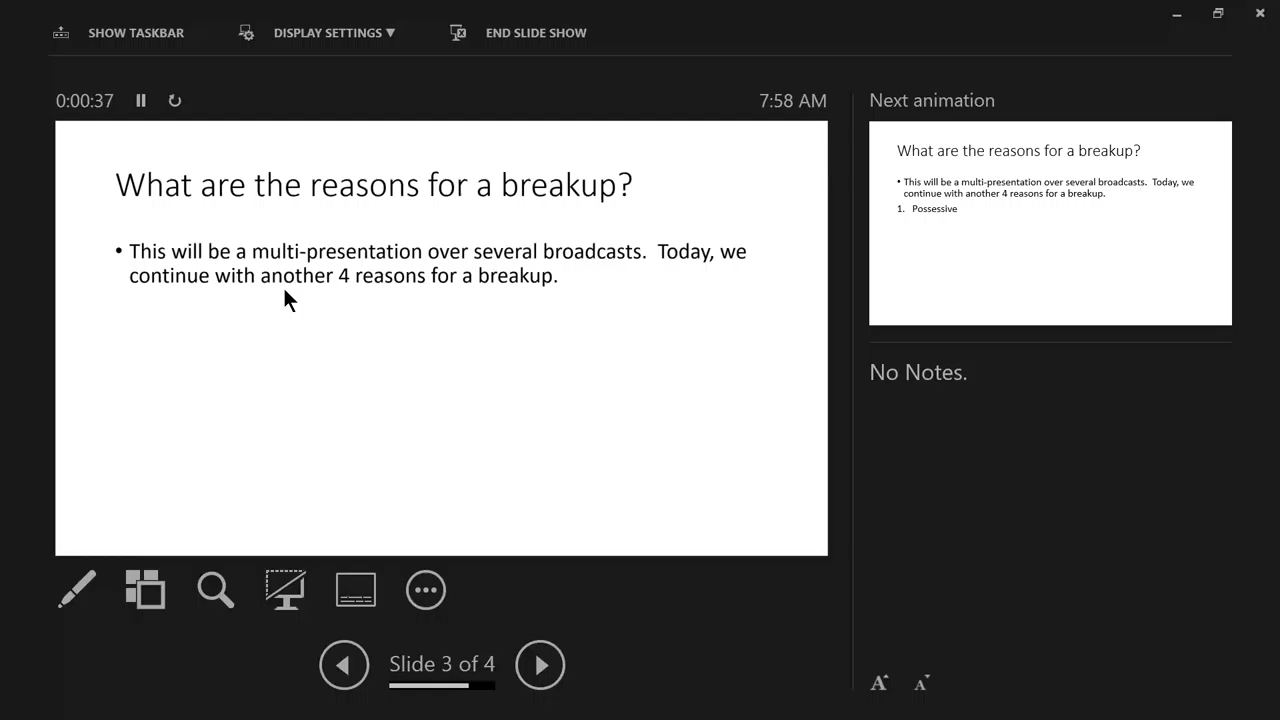 SHOW TASKBAR
DISPLAY SETTINGS ▼
END SLIDE SHOW
0:00:37
7:58 AM
Next animation
What are the reasons for a breakup?
• This will be a multi-presentation over several broadcasts.  Today, we
continue with another 4 reasons for a breakup.
What are the reasons for a breakup?
• This will be a multi-presentation over several broadcasts.  Today, we
continue with another 4 reasons for a breakup.
1. Possessive
No Notes.
Slide 3 of 4
A A